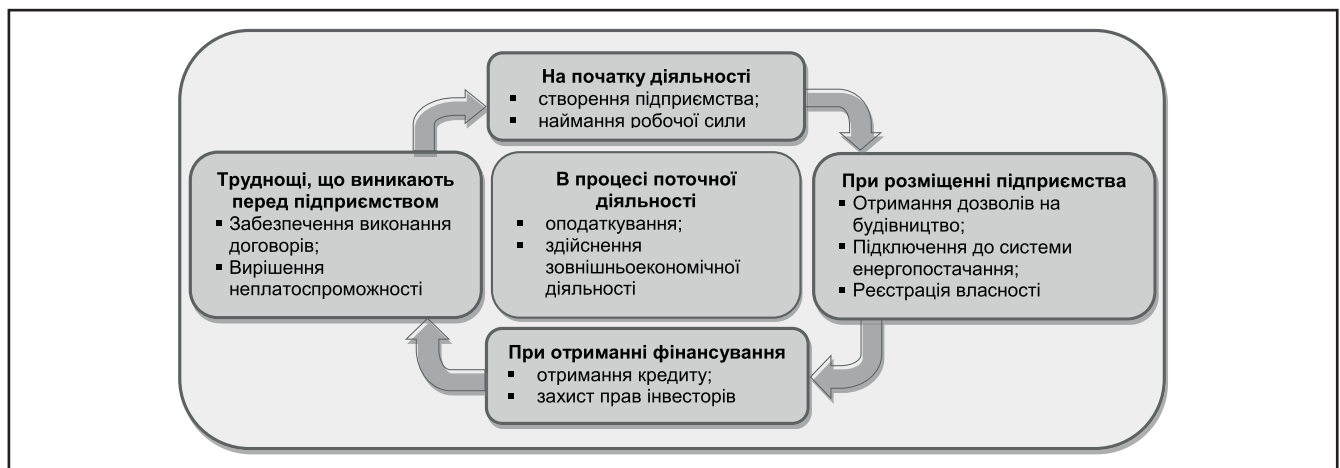 На початку діяльності
▪ створення підприємства;
▪ наймання робочої сили
Труднощі, що виникають
перед підприємством
▪ Забезпечення виконання
договорів;
▪ Вирішення
неплатоспроможності
В процесі поточної
діяльності
▪ оподаткування;
▪ здійснення
зовнішньоекономічної
діяльності
При розміщенні підприємства
▪ Отримання дозволів на
будівництво;
▪ Підключення до системи
енергопостачання;
▪ Реєстрація власності
При отриманні фінансування
▪ отримання кредиту;
▪ захист прав інвесторів